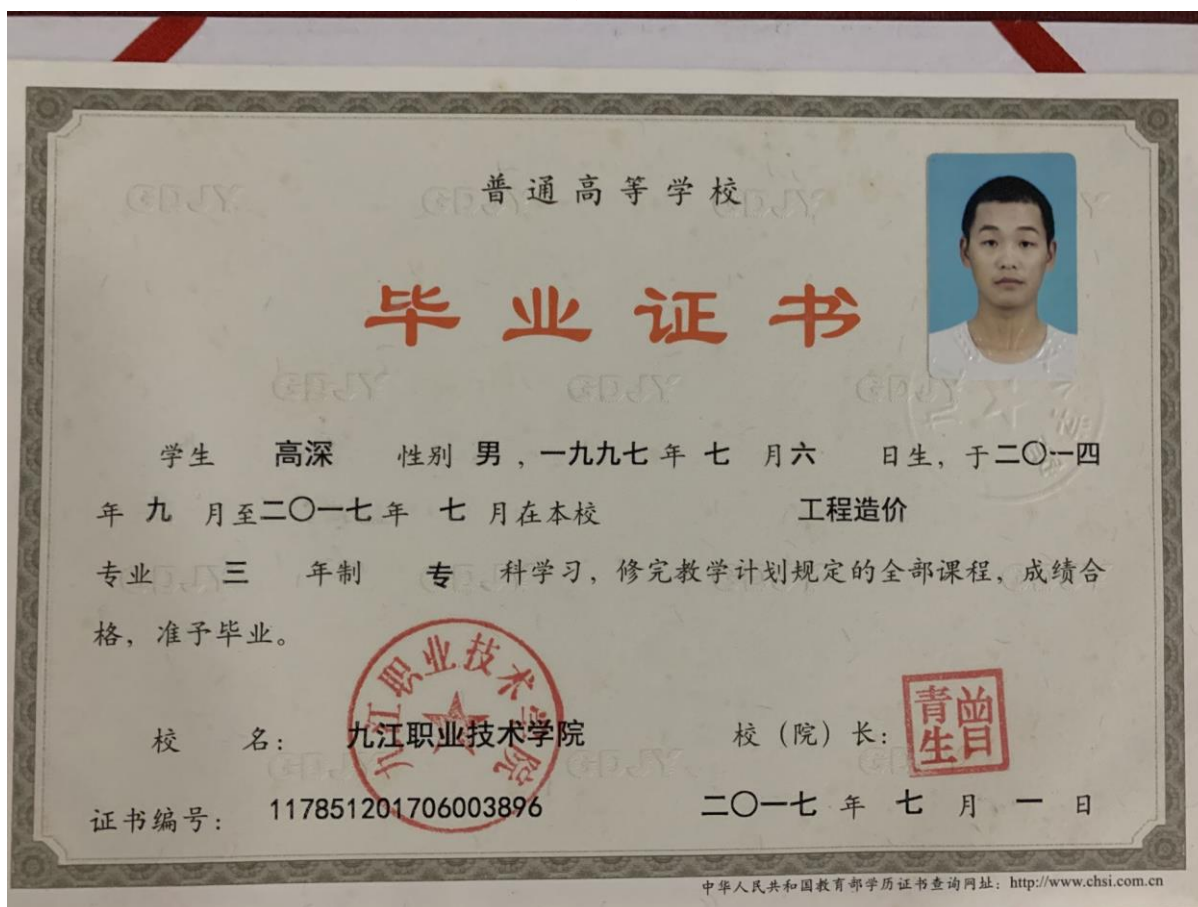 普通高等学校
毕业证书
学生 高深 性别 男，一九九七 年 七 月六 日生，于二〇一四
年 九 月至二〇一七年 七 月在本校 工程造价
专业 三 年制 专 科学习，修完教学计划规定的全部课程，成绩合
格，准予毕业。
九江职业技术学院
校 名： 九江职业技术学院 校（院）长： 曾青生
证书编号： 117851201706003896 二〇一七 年 七 月 一 日
中华人民共和国教育部学历证书查询网址：http://www.chsi.com.cn